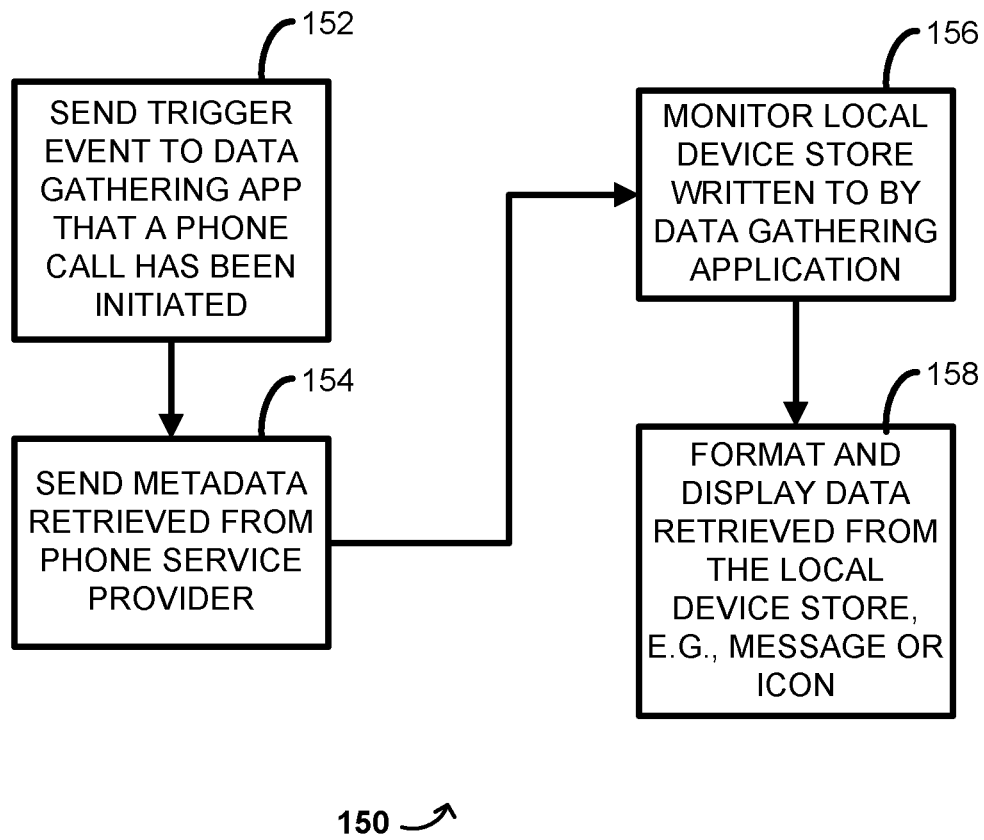 152
SEND TRIGGER
EVENT TO DATA
GATHERING APP
THAT A PHONE
CALL HAS BEEN
INITIATED
154
SEND METADATA
RETRIEVED FROM
PHONE SERVICE
PROVIDER
156
MONITOR LOCAL
DEVICE STORE
WRITTEN TO BY
DATA GATHERING
APPLICATION
158
FORMAT AND
DISPLAY DATA
RETRIEVED FROM
THE LOCAL
DEVICE STORE,
E.G., MESSAGE OR
ICON
150